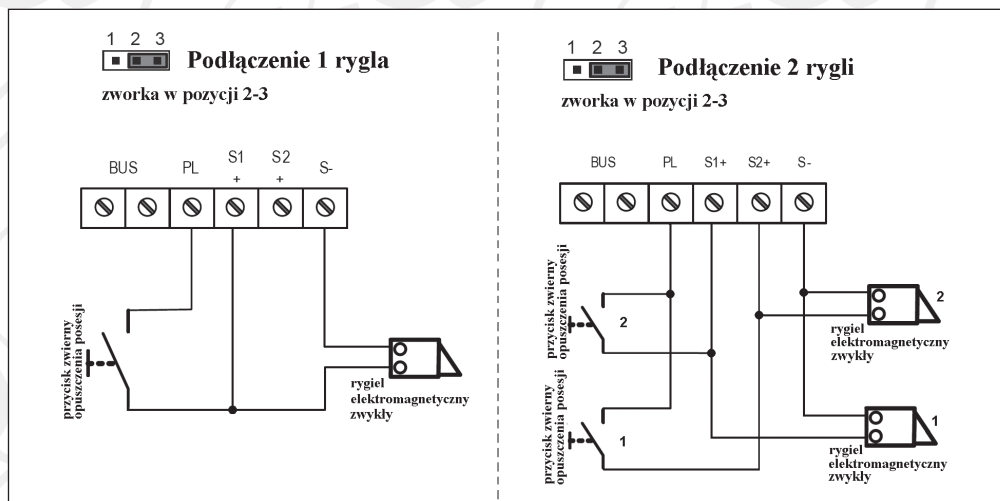 1 2 3
Podłączenie 1 rygla
zworka w pozycji 2-3
BUS PL S1 + S2 + S-
przycisk zwierny
opuszczenia posesji
rygiel
elektromagnetyczny
zwykły
1 2 3
Podłączenie 2 rygli
zworka w pozycji 2-3
BUS PL S1+ S2+ S-
przycisk zwierny
opuszczenia posesji
2
2
rygiel
elektromagnetyczny
zwykły
przycisk zwierny
opuszczenia posesji
1
1
rygiel
elektromagnetyczny
zwykły